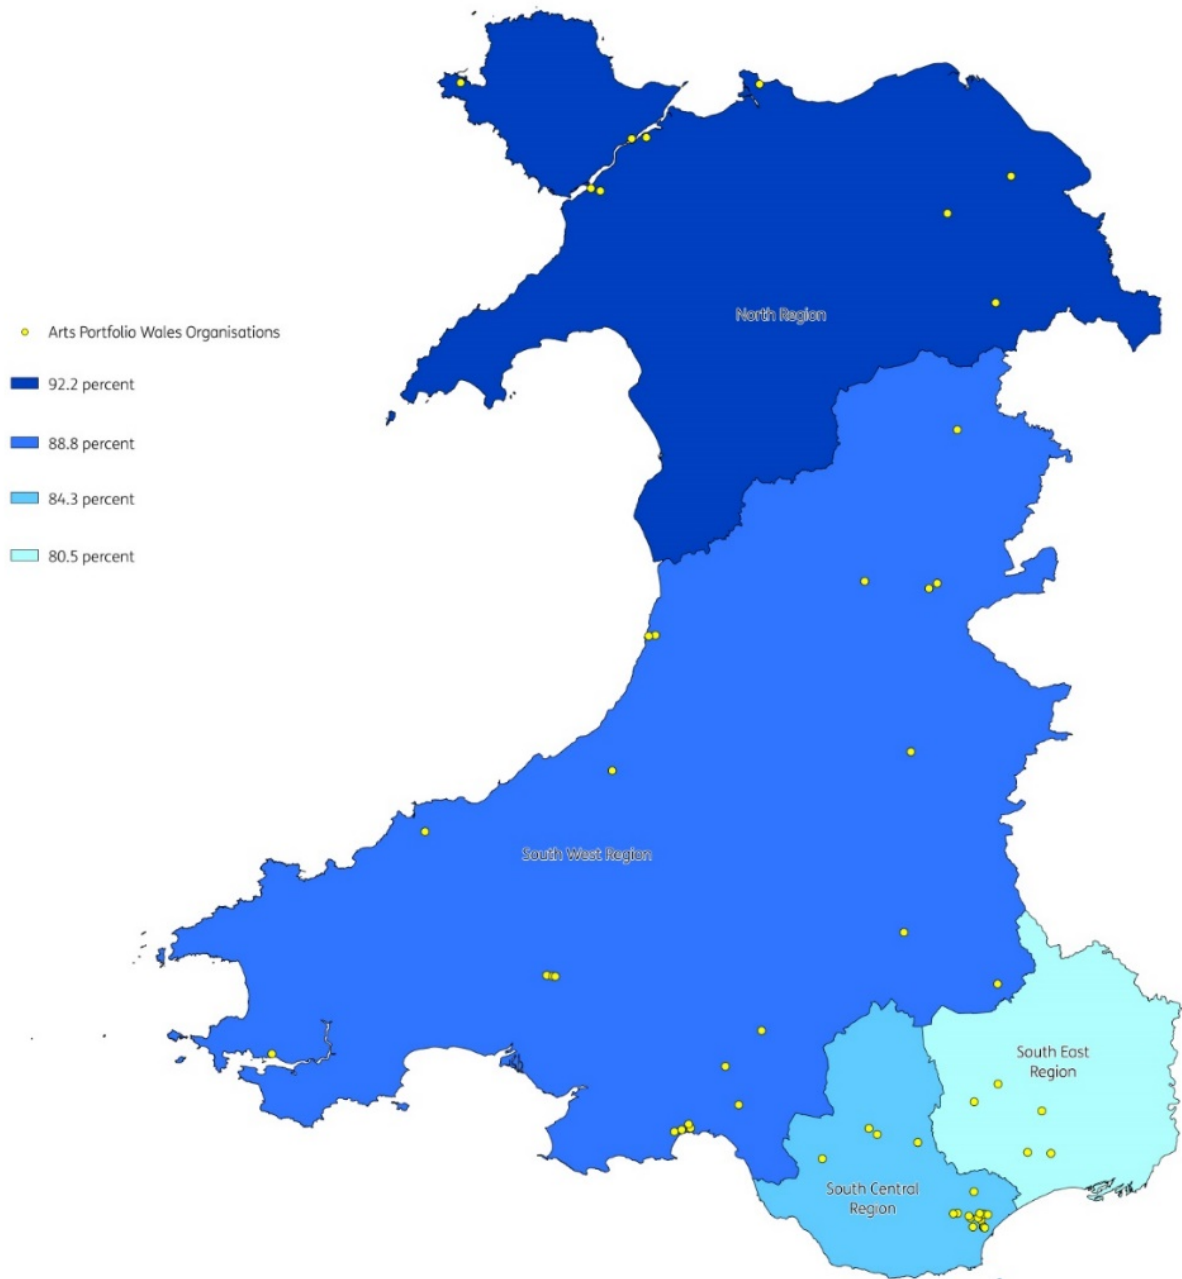 North Region
Arts Portfolio Wales Organisations
92.2 percent
88.8 percent
84.3 percent
80.5 percent
South West Region
South East
Region
South Central
Region